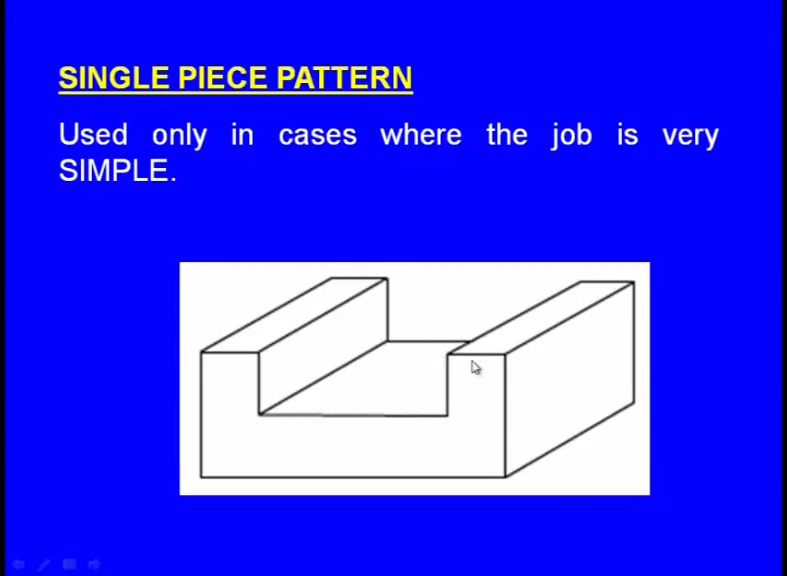 SINGLE PIECE PATTERN
Used only in cases where the job is very
SIMPLE.